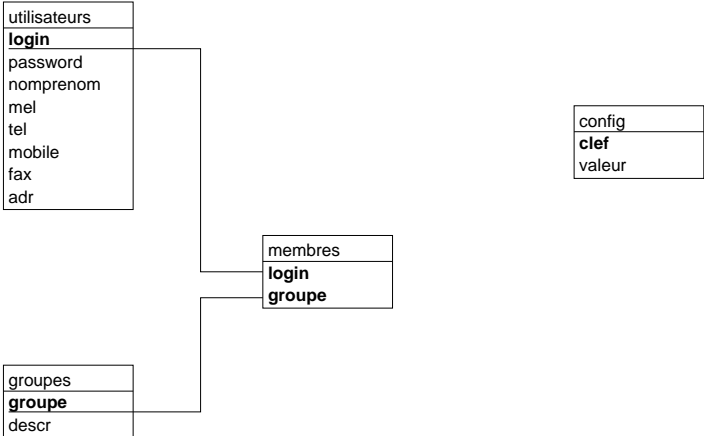 utilisateurs
login
password
nomprenom
mel
tel
mobile
fax
adr
config
clef
valeur
membres
login
groupe
groupes
groupe
descr